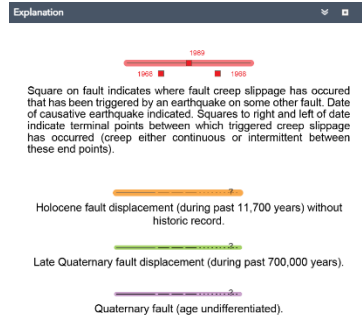 Explanation
1989
1968 1988
Square on fault indicates where fault creep slippage has occured
that has been triggered by an earthquake on some other fault. Date
of causative earthquake indicated. Squares to right and left of date
indicate terminal points between which triggered creep slippage
has occurred (creep either continuous or intermittent between
these end points).
?
Holocene fault displacement (during past 11,700 years) without
historic record.
?
Late Quaternary fault displacement (during past 700,000 years).
?
Quaternary fault (age undifferentiated).